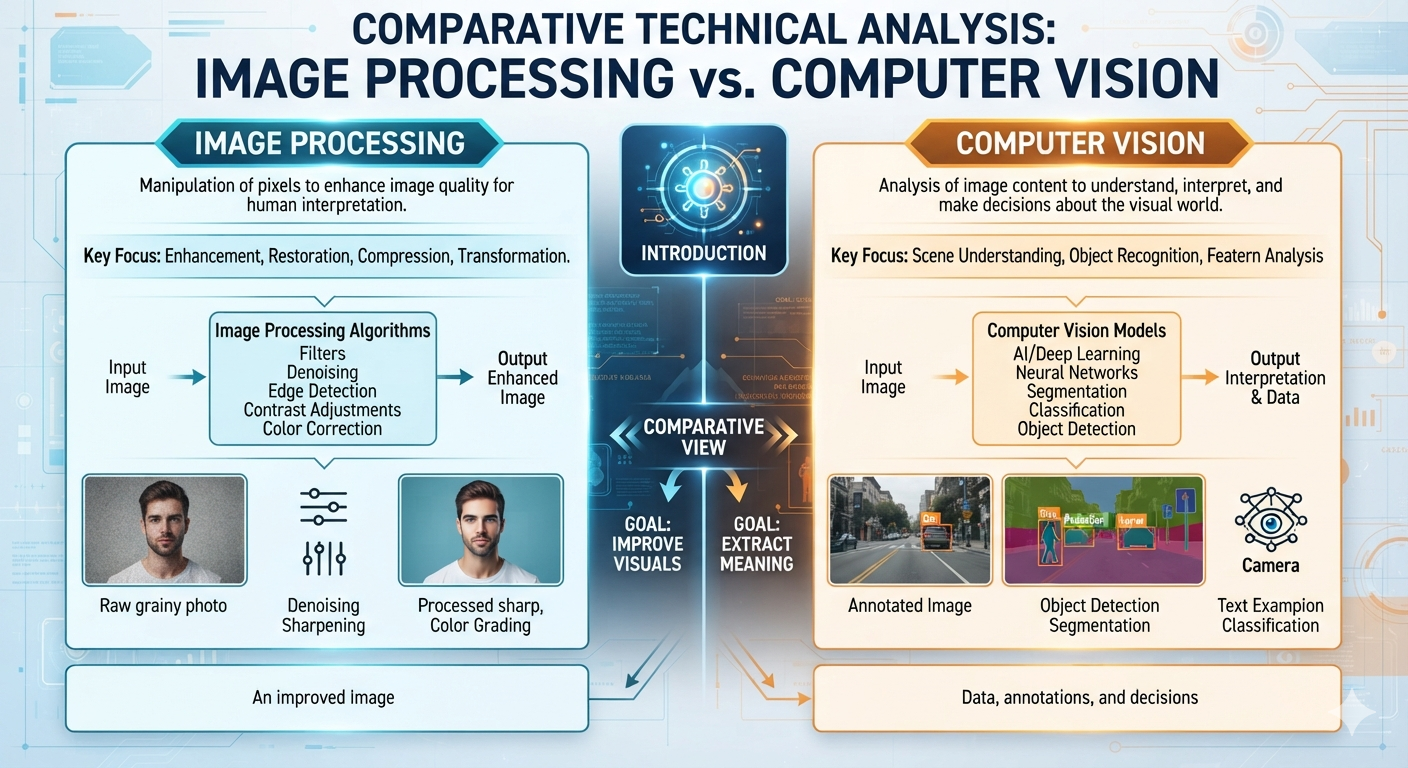 COMPARATIVE TECHNICAL ANALYSIS:
IMAGE PROCESSING vs. COMPUTER VISION
IMAGE PROCESSING
Manipulation of pixels to enhance image quality for
human interpretation.
Key Focus: Enhancement, Restoration, Compression, Transformation.
Input
Image
Image Processing Algorithms
Filters
Denoising
Edge Detection
Contrast Adjustments
Color Correction
Output
Enhanced
Image
Raw grainy photo
Denoising
Sharpening
Processed sharp,
Color Grading
An improved image
INTRODUCTION
COMPARATIVE
VIEW
GOAL:
IMPROVE
VISUALS
GOAL:
EXTRACT
MEANING
COMPUTER VISION
Analysis of image content to understand, interpret, and
make decisions about the visual world.
Key Focus: Scene Understanding, Object Recognition, Featern Analysis
Input
Image
Computer Vision Models
AI/Deep Learning
Neural Networks
Segmentation
Classification
Object Detection
Output
Interpretation
& Data
Annotated Image
Object Detection
Segmentation
Camera
Text Exampion
Classification
Data, annotations, and decisions